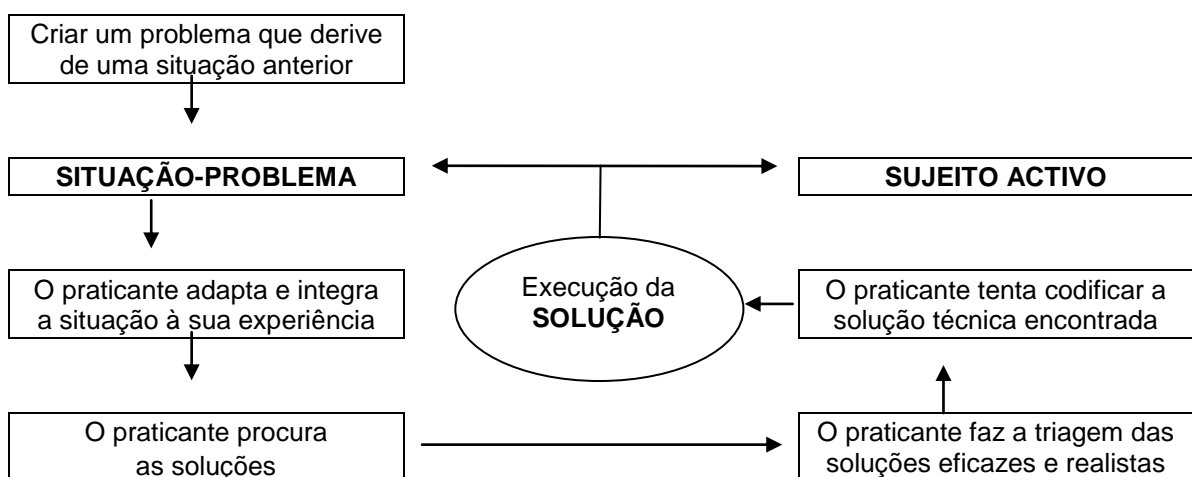 Criar um problema que derive
de uma situação anterior
SITUAÇÃO-PROBLEMA
SUJEITO ACTIVO
O praticante adapta e integra
a situação à sua experiência
Execução da
SOLUÇÃO
O praticante tenta codificar a
solução técnica encontrada
O praticante procura
as soluções
O praticante faz a triagem das
soluções eficazes e realistas